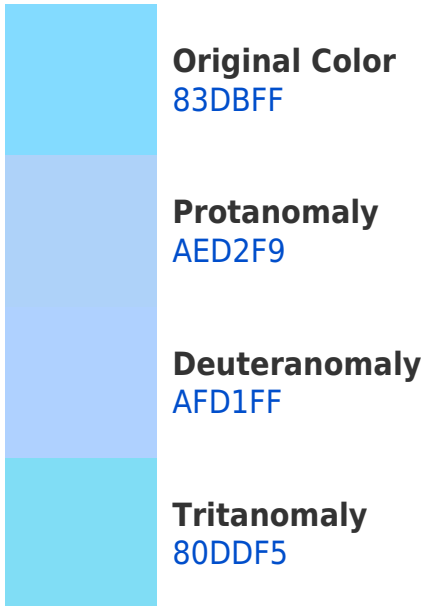 Original Color
83DBFF
Protanomaly
AED2F9
Deuteranomaly
AFD1FF
Tritanomaly
80DDF5